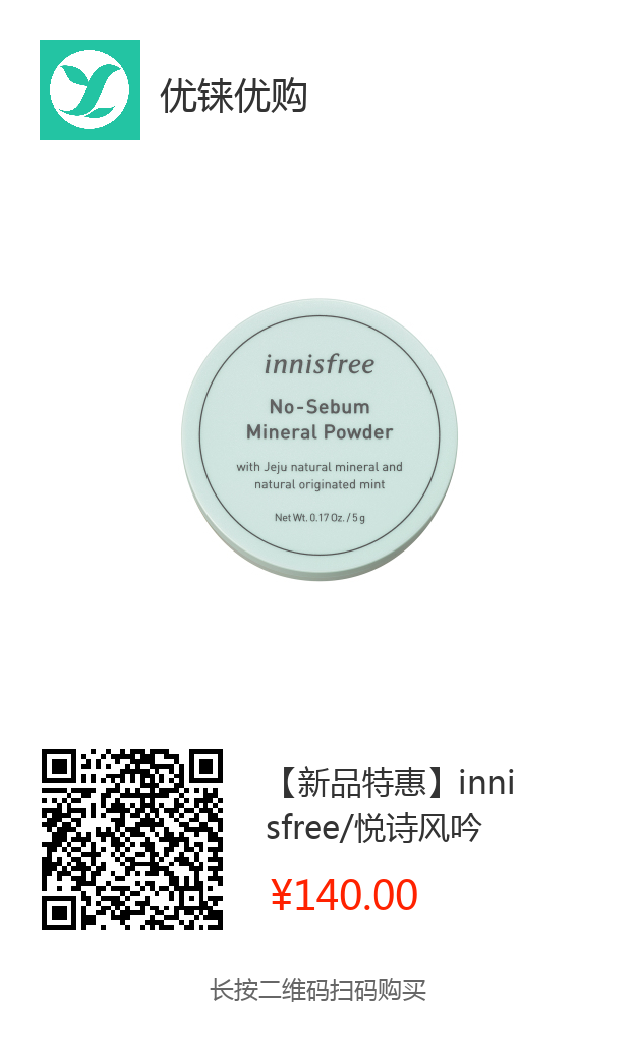 优铼优购
innisfree
No-Sebum
Mineral Powder
with Jeju natural mineral and
natural originated mint
Net Wt. 0.17 Oz. / 5 g
【新品特惠】inni
sfree/悦诗风吟
¥140.00
长按二维码扫码购买